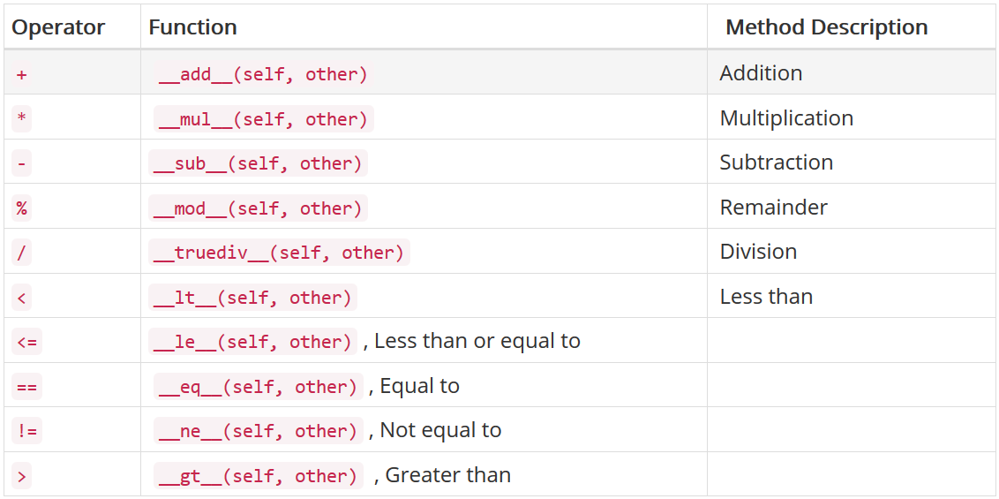 Operator Function Method Description
+ __add__(self, other) Addition
* __mul__(self, other) Multiplication
- __sub__(self, other) Subtraction
% __mod__(self, other) Remainder
/ __truediv__(self, other) Division
< __lt__(self, other) Less than
<= __le__(self, other) , Less than or equal to
== __eq__(self, other) , Equal to
!= __ne__(self, other) , Not equal to
> __gt__(self, other) , Greater than